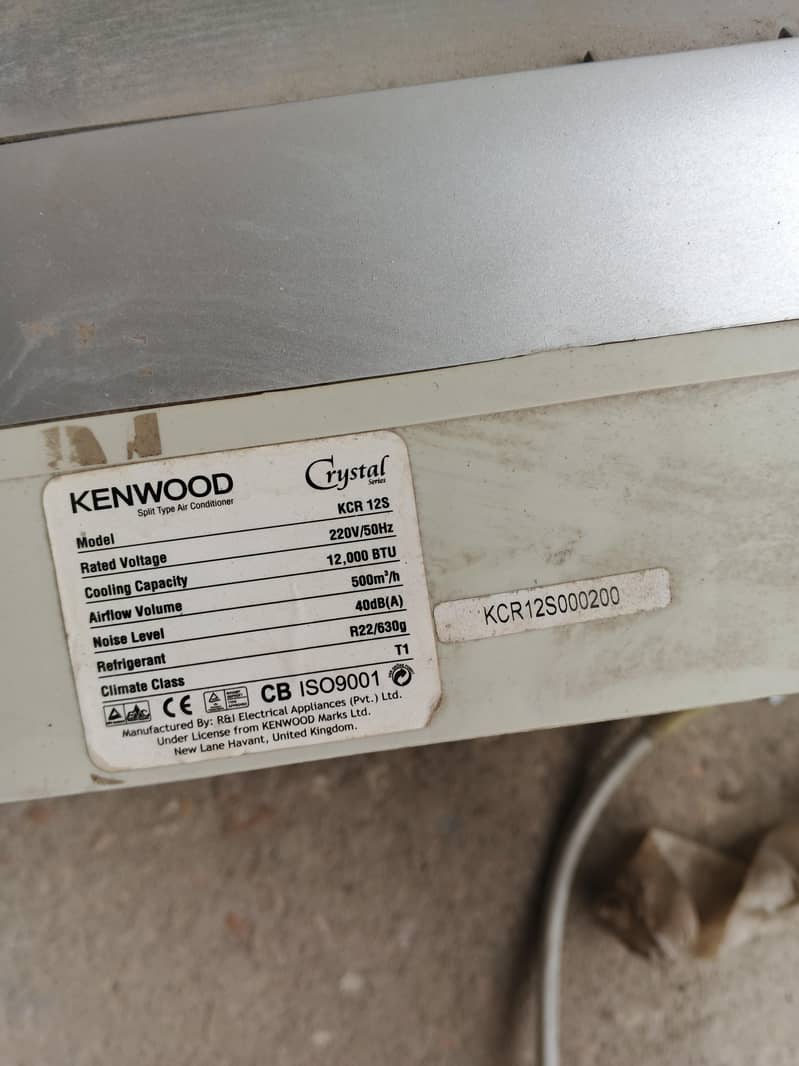 KENWOOD
Split Type Air Conditioner
Crystal
Series
Model KCR 12S
Rated Voltage 220V/50Hz
Cooling Capacity 12,000 BTU
Airflow Volume 500m³/h
Noise Level 40dB(A)
Refrigerant R22/630g
Climate Class T1
CE CB ISO9001
Manufactured By: R&I Electrical Appliances (Pvt.) Ltd.
Under License from KENWOOD Marks Ltd.
New Lane Havant, United Kingdom.
KCR12S000200